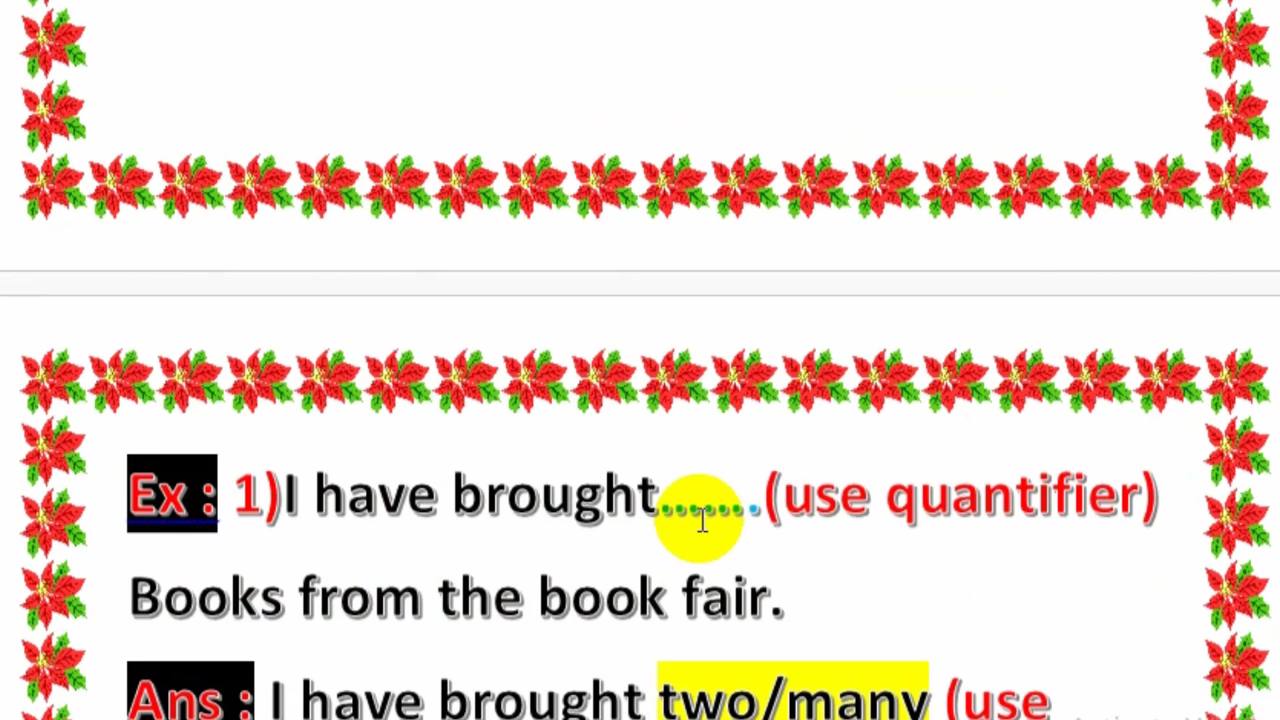 Ex : 1)I have brought.......(use quantifier)
Books from the book fair.
Ans : I have brought two/many (use